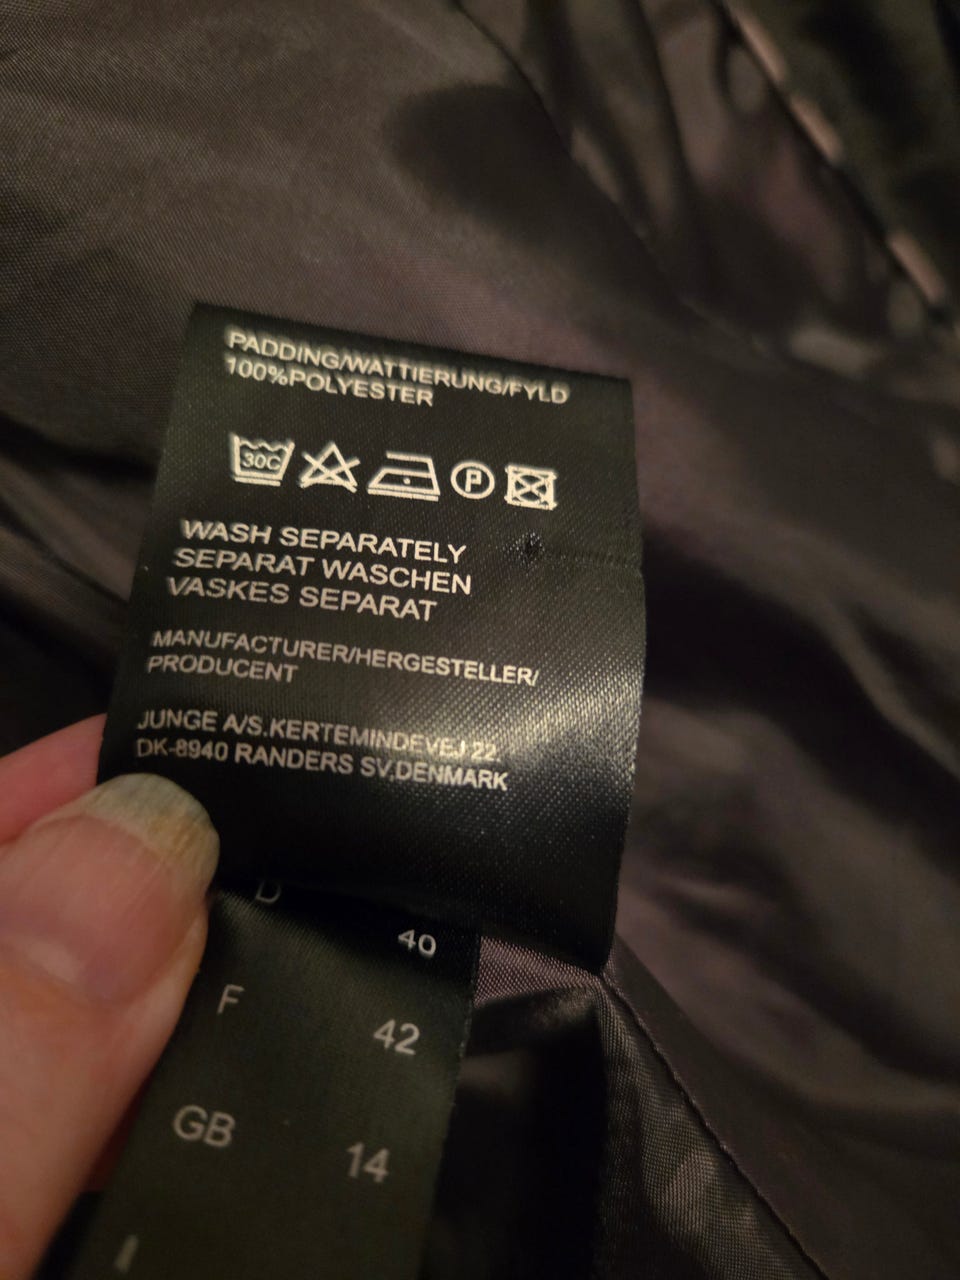 PADDING/WATTIERUNG/FYLD
100%POLYESTER
30C P
WASH SEPARATELY
SEPARAT WASCHEN
VASKES SEPARAT
MANUFACTURER/HERGESTELLER/
PRODUCENT
JUNGE A/S.KERTEMINDEVEJ 22.
DK-8940 RANDERS SV.DENMARK
D 40
F 42
GB 14
I